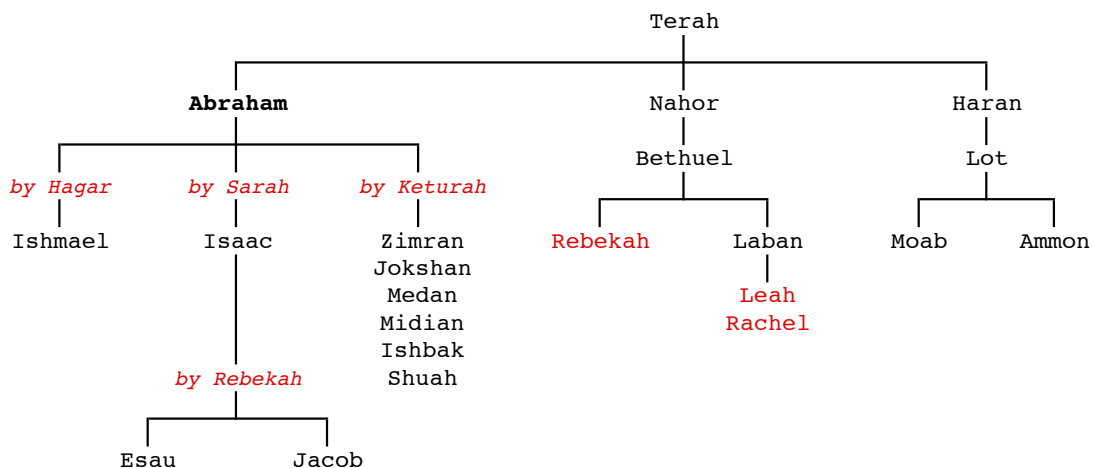 Terah
Abraham Nahor Haran
Bethuel Lot
by Hagar by Sarah by Keturah
Ishmael Isaac Zimran Rebekah Laban Moab Ammon
Jokshan
Medan Leah
Midian Rachel
Ishbak
by Rebekah Shuah
Esau Jacob